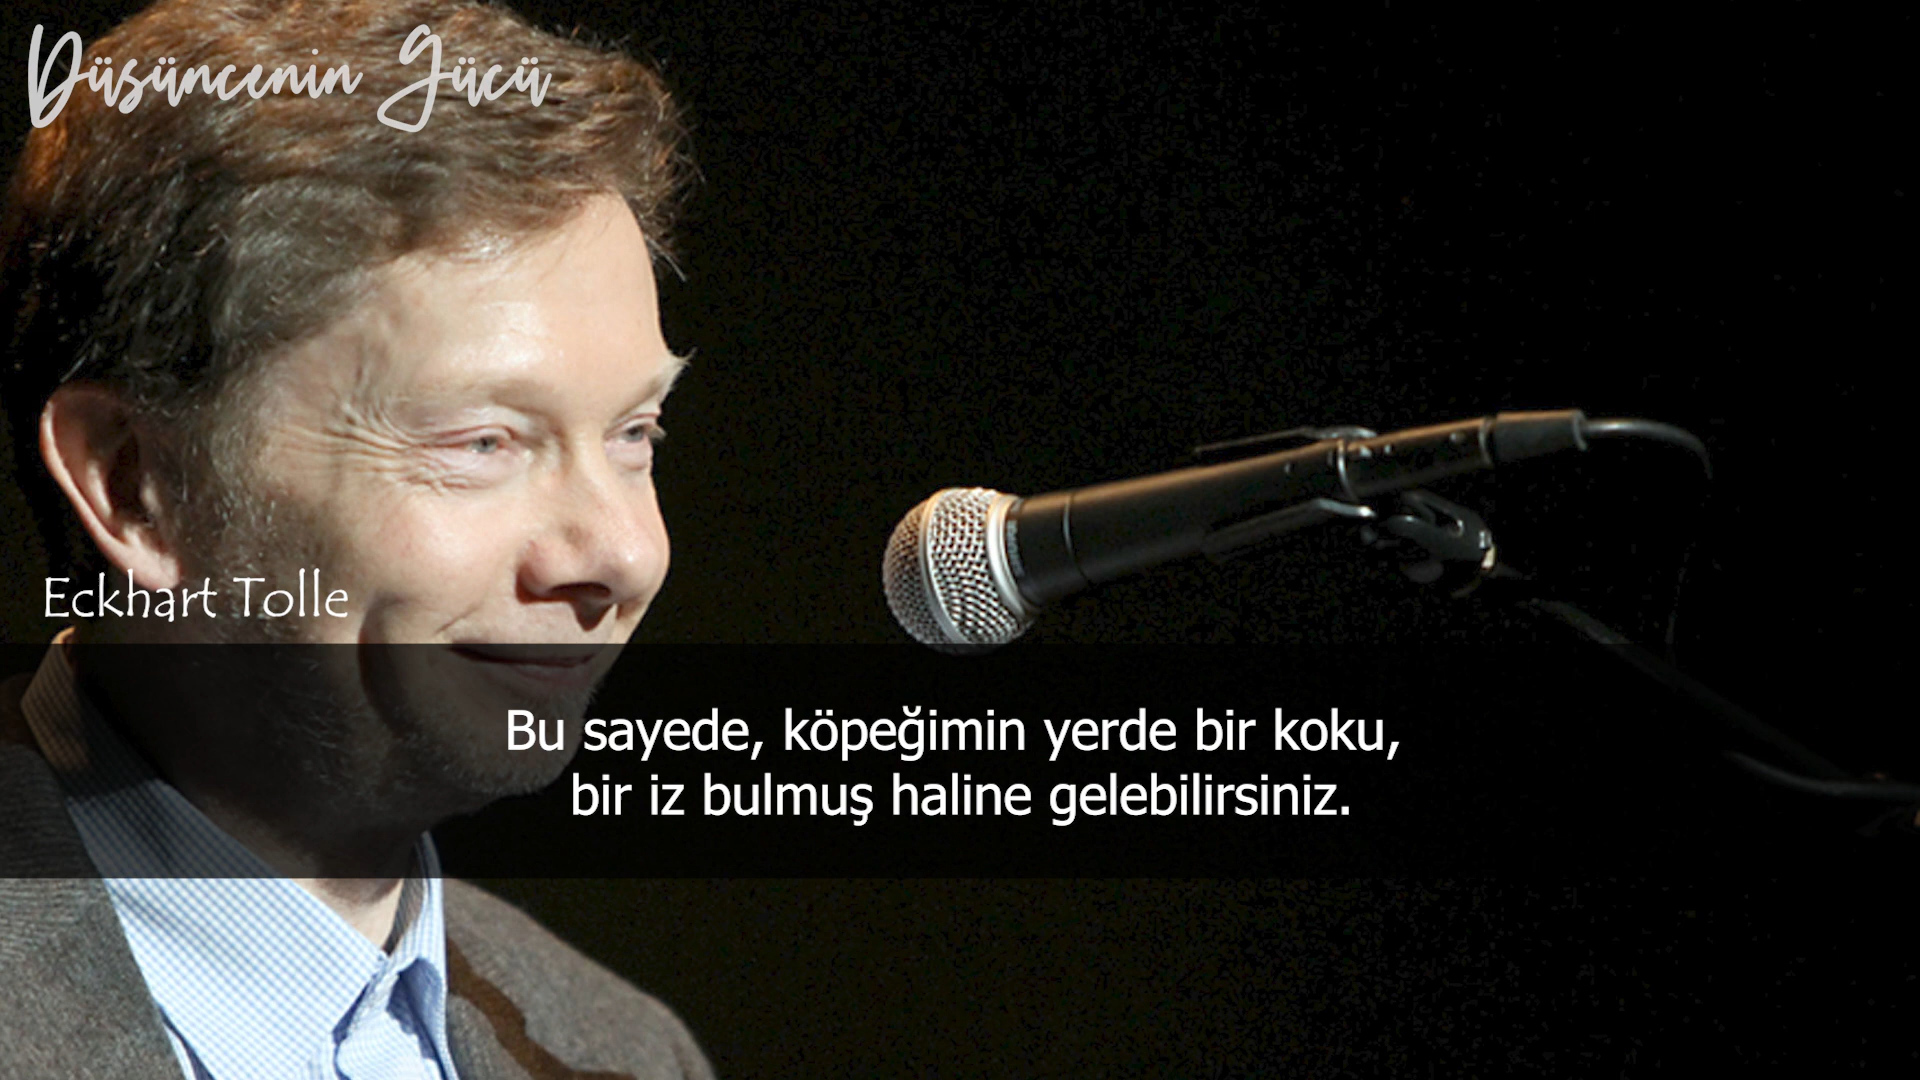 Düşüncenin Gücü
Eckhart Tolle
Bu sayede, köpeğimin yerde bir koku,
bir iz bulmuş haline gelebilirsiniz.